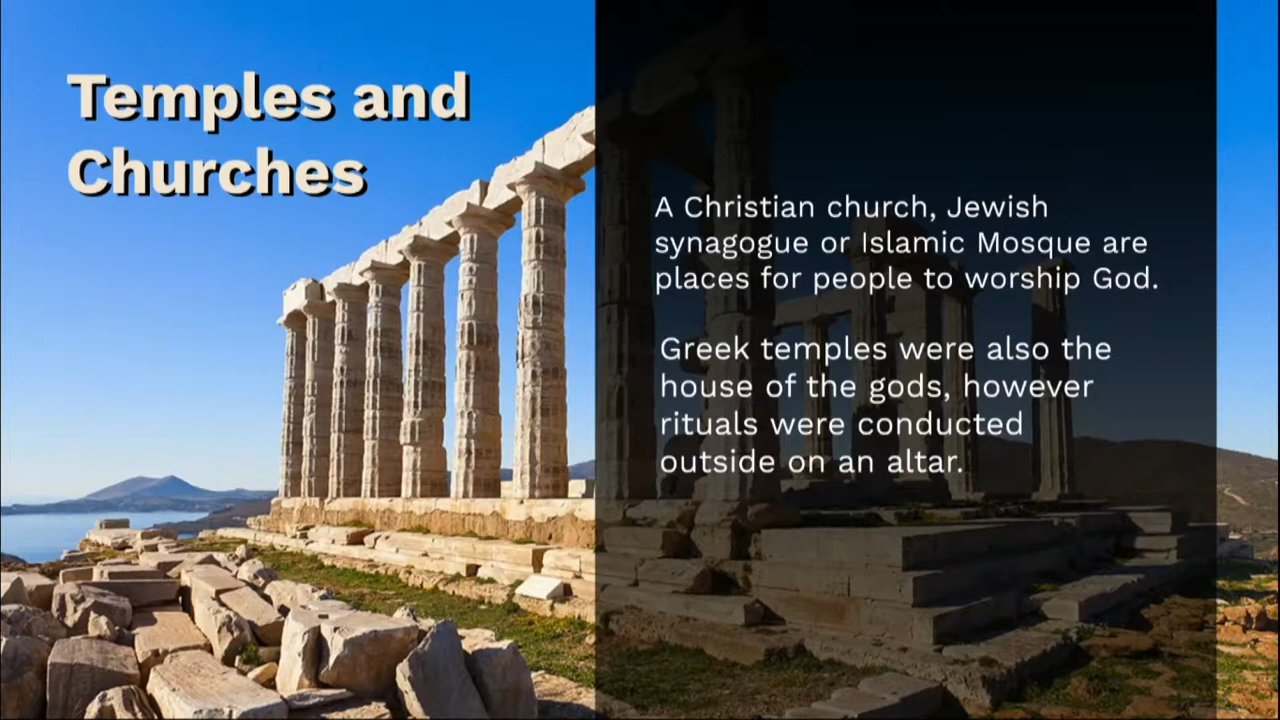 Temples and
Churches
A Christian church, Jewish
synagogue or Islamic Mosque are
places for people to worship God.
Greek temples were also the
house of the gods, however
rituals were conducted
outside on an altar.